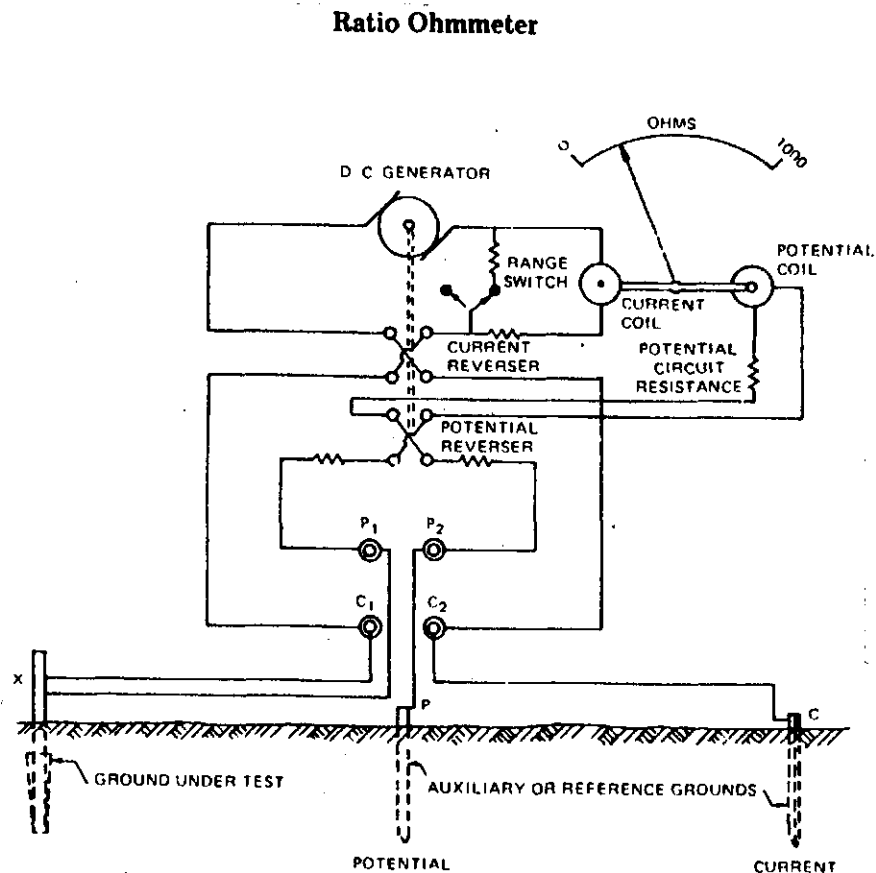 Ratio Ohmmeter
OHMS
0
1000
D C GENERATOR
RANGE
SWITCH
POTENTIAL
COIL
CURRENT
COIL
CURRENT
REVERSER
POTENTIAL
CIRCUIT
RESISTANCE
POTENTIAL
REVERSER
P1
P2
C1
C2
X
P
C
GROUND UNDER TEST
AUXILIARY OR REFERENCE GROUNDS
POTENTIAL
CURRENT